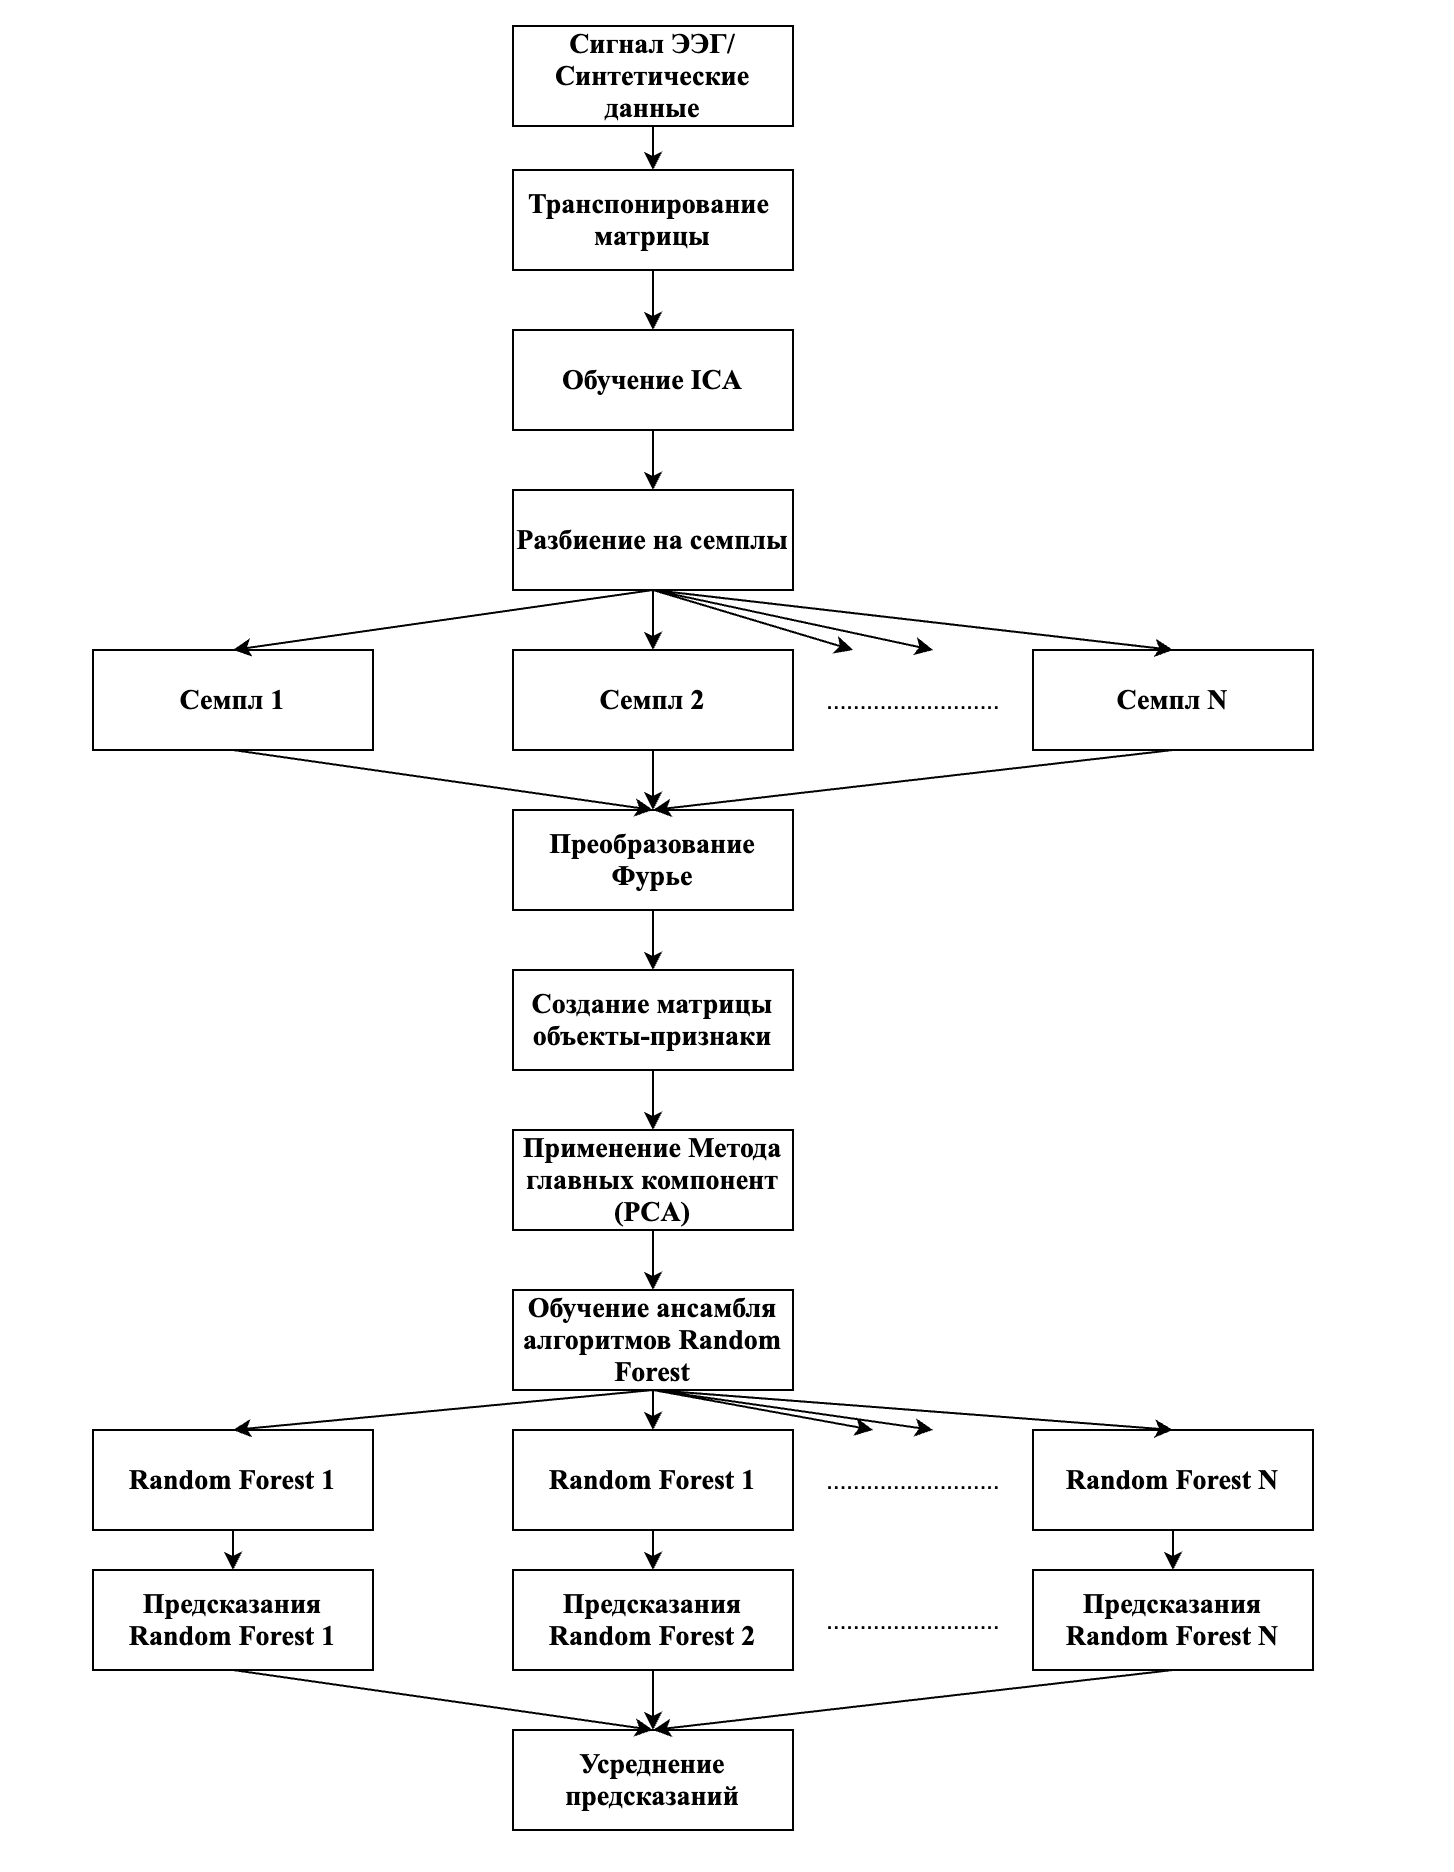 Сигнал ЭЭГ/
Синтетические
данные
Транспонирование
матрицы
Обучение ICA
Разбиение на семплы
Семпл 1
Семпл 2
..........................
Семпл N
Преобразование
Фурье
Создание матрицы
объекты-признаки
Применение Метода
главных компонент
(PCA)
Обучение ансамбля
алгоритмов Random
Forest
Random Forest 1
Random Forest 1
..........................
Random Forest N
Предсказания
Random Forest 1
Предсказания
Random Forest 2
..........................
Предсказания
Random Forest N
Усреднение
предсказаний